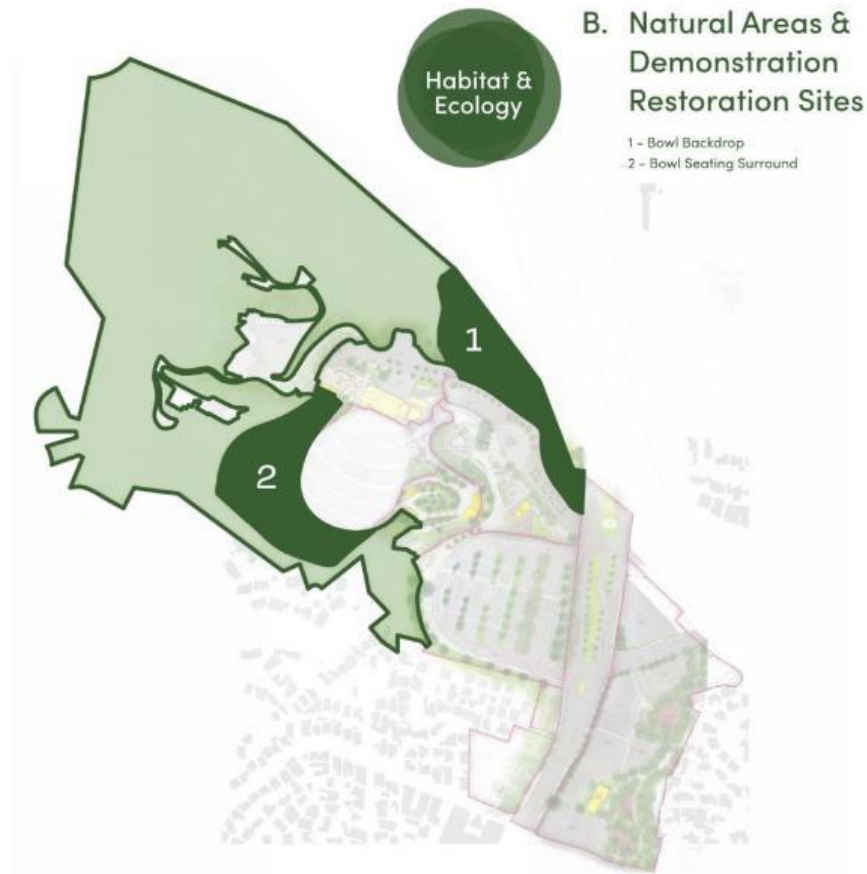 Habitat &
Ecology
B. Natural Areas &
Demonstration
Restoration Sites
1 - Bowl Backdrop
2 - Bowl Seating Surround
1
2